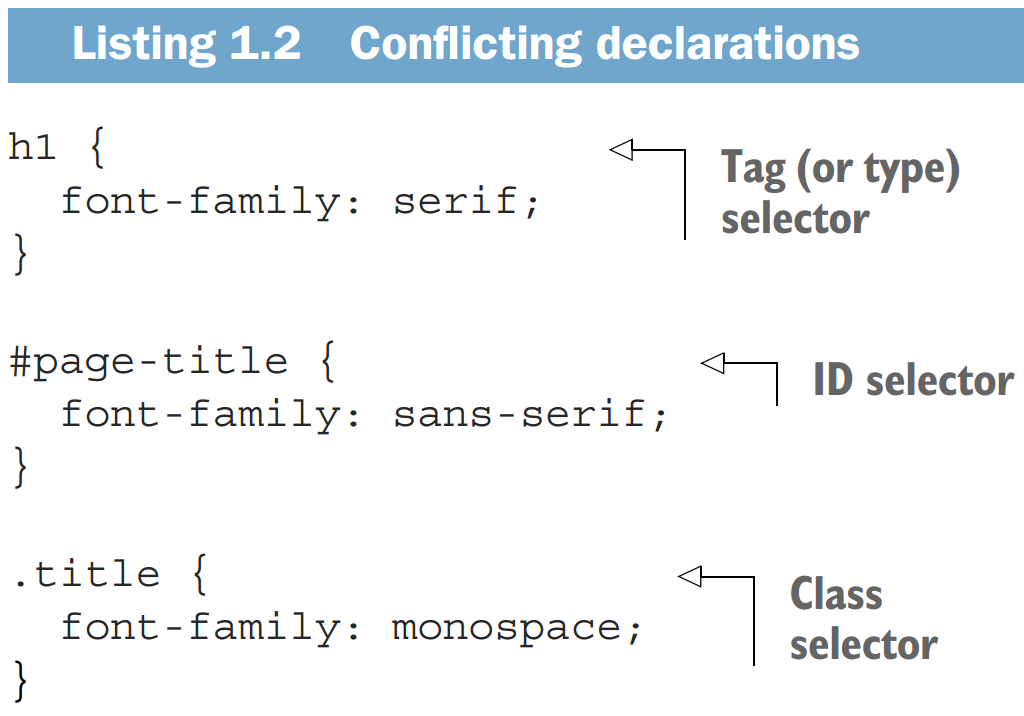 Listing 1.2 Conflicting declarations
h1 {
Tag (or type)
selector
  font-family: serif;
}
#page-title {
ID selector
  font-family: sans-serif;
}
.title {
Class
selector
  font-family: monospace;
}